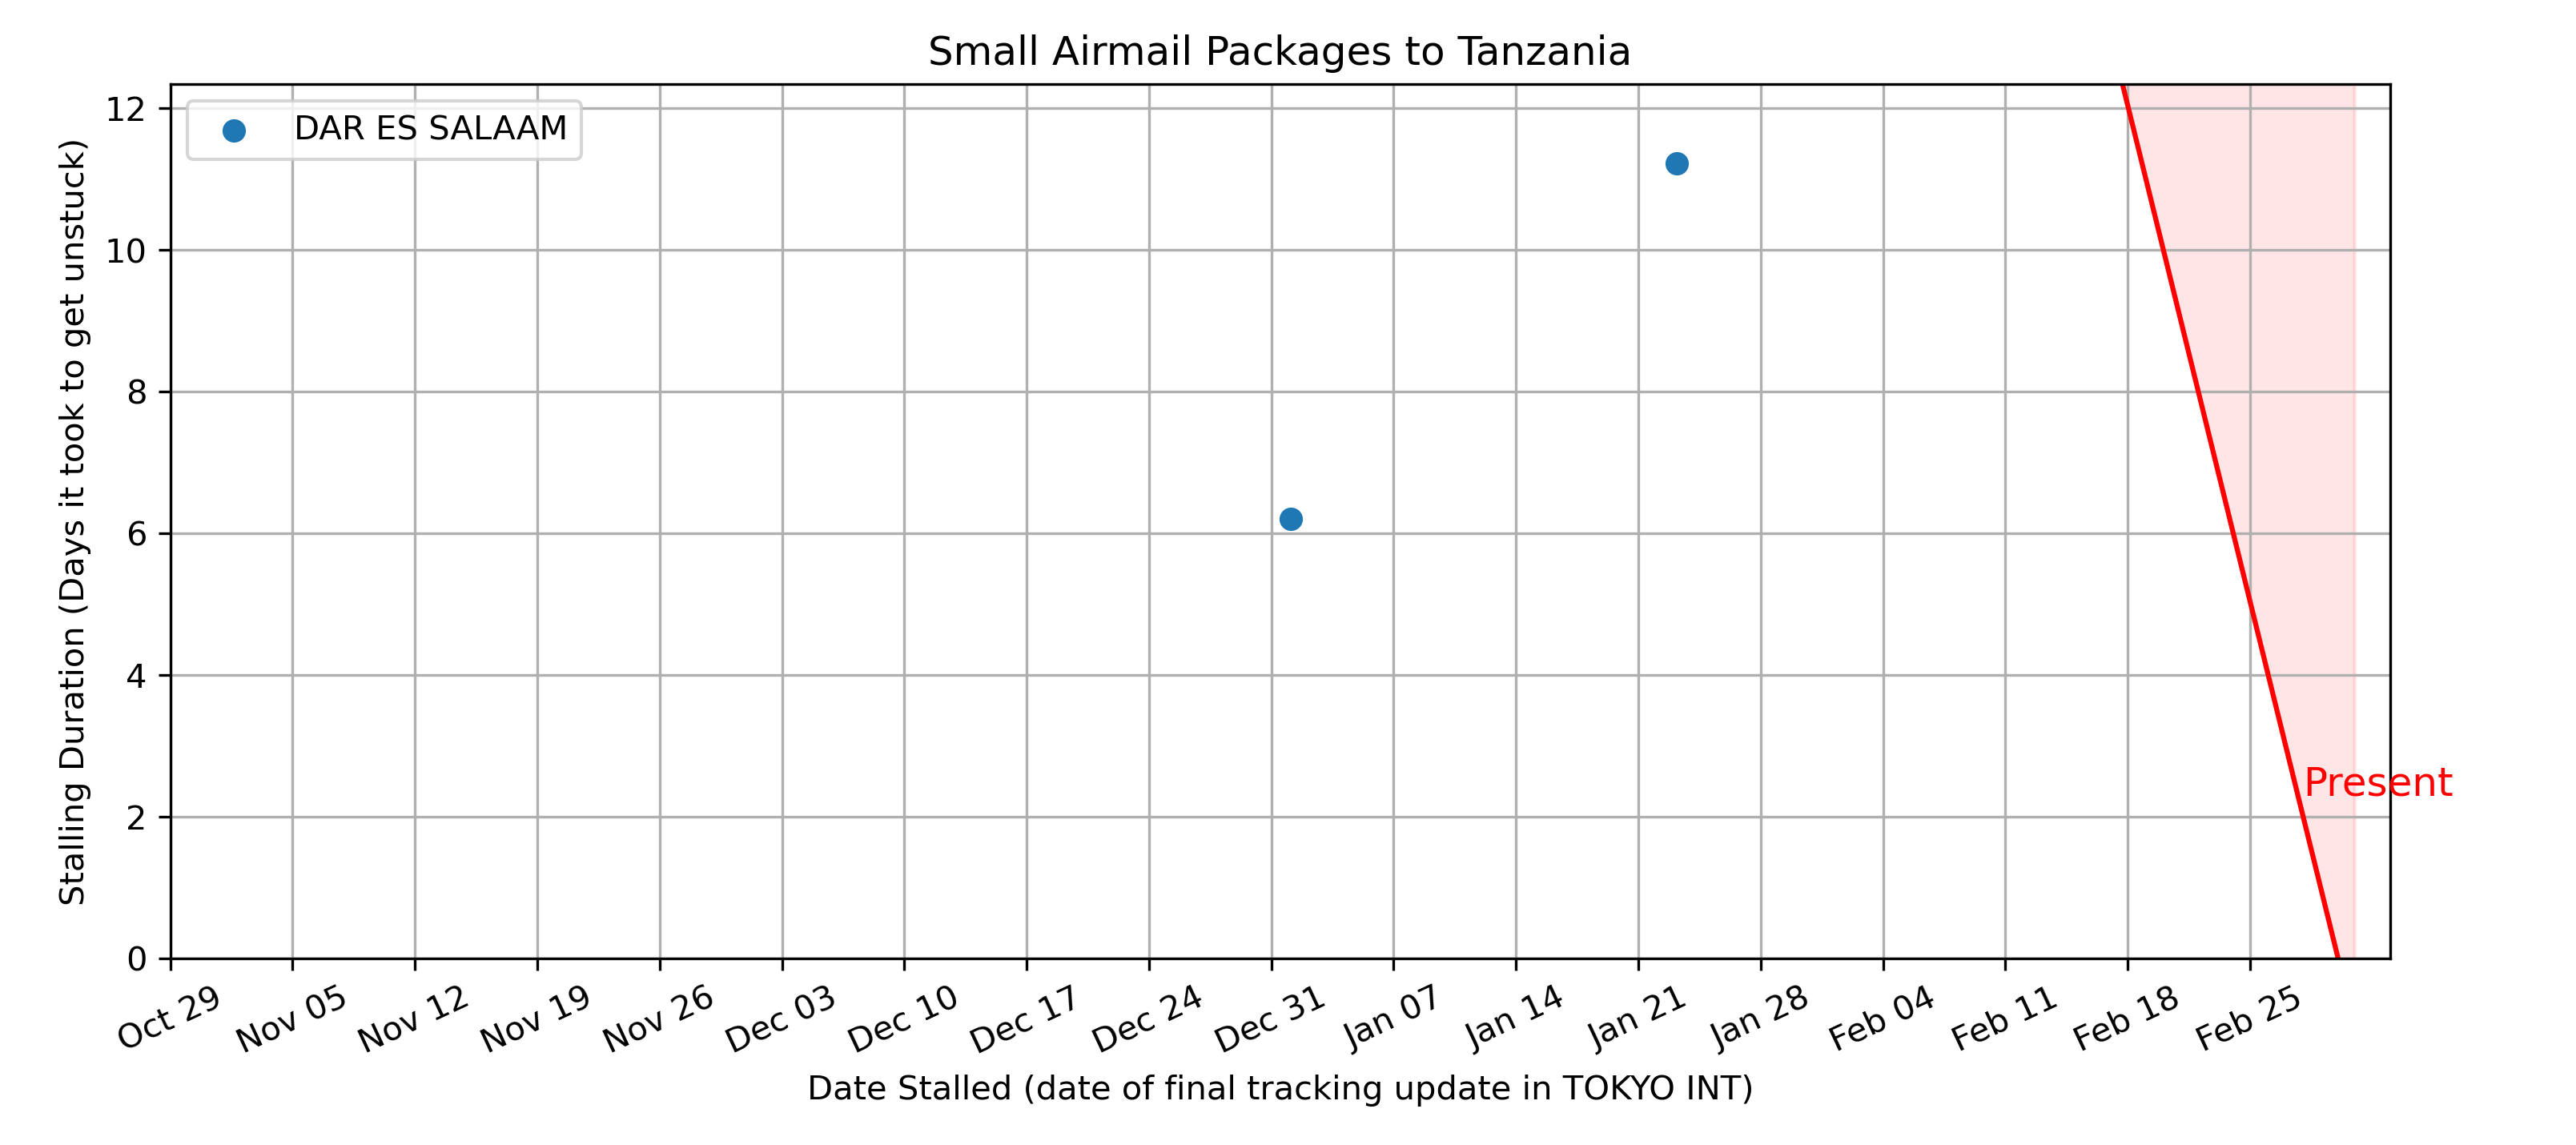 Small Airmail Packages to Tanzania
DAR ES SALAAM
Stalling Duration (Days it took to get unstuck)
12
10
8
6
4
2
0
Present
Oct 29
Nov 05
Nov 12
Nov 19
Nov 26
Dec 03
Dec 10
Dec 17
Dec 24
Dec 31
Jan 07
Jan 14
Jan 21
Jan 28
Feb 04
Feb 11
Feb 18
Feb 25
Date Stalled (date of final tracking update in TOKYO INT)